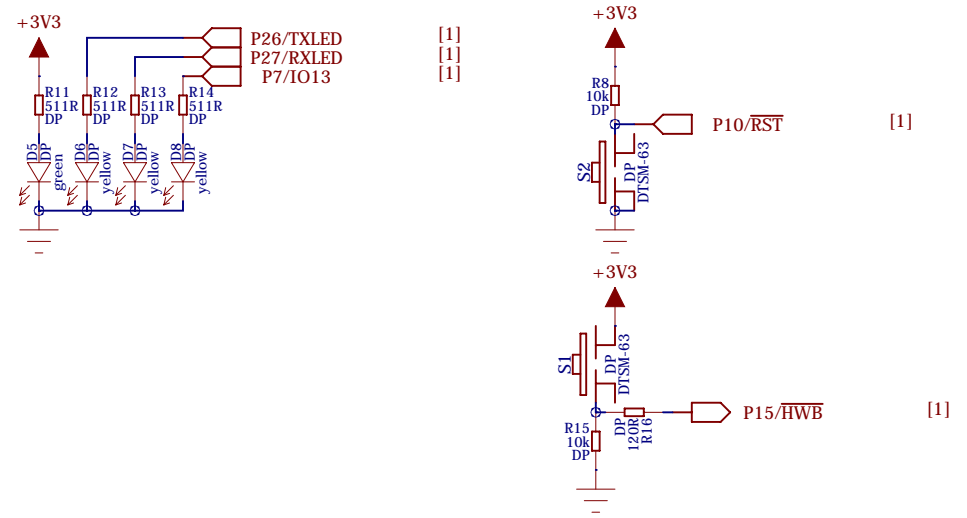 +3V3
P26/TXLED [1]
P27/RXLED [1]
P7/IO13 [1]
R11 R12 R13 R14
511R 511R 511R 511R
DP DP DP DP
D5 D6 D7 D8
DP DP DP DP
green yellow yellow yellow
+3V3
R8
10k
DP
P10/RST [1]
S2
DP
DTSM-63
+3V3
S1
DP
DTSM-63
P15/HWB [1]
DP
120R
R16
R15
10k
DP